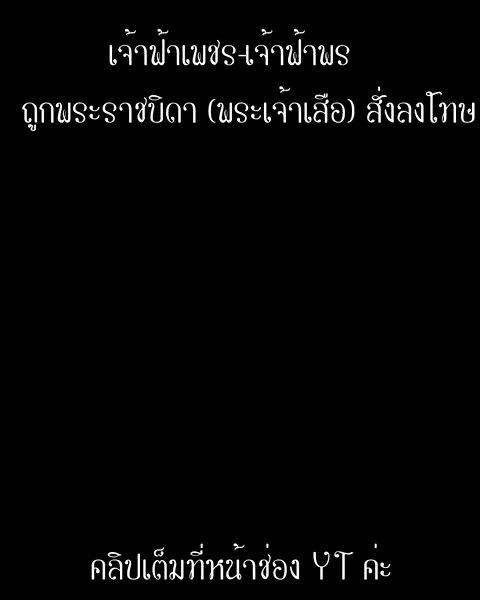 เจ้าฟ้าเพชร-เจ้าฟ้าพร
ถูกพระราชบิดา (พระเจ้าเสือ) สั่งลงโทษ
คลิปเต็มที่หน้าช่อง YT ค่ะ